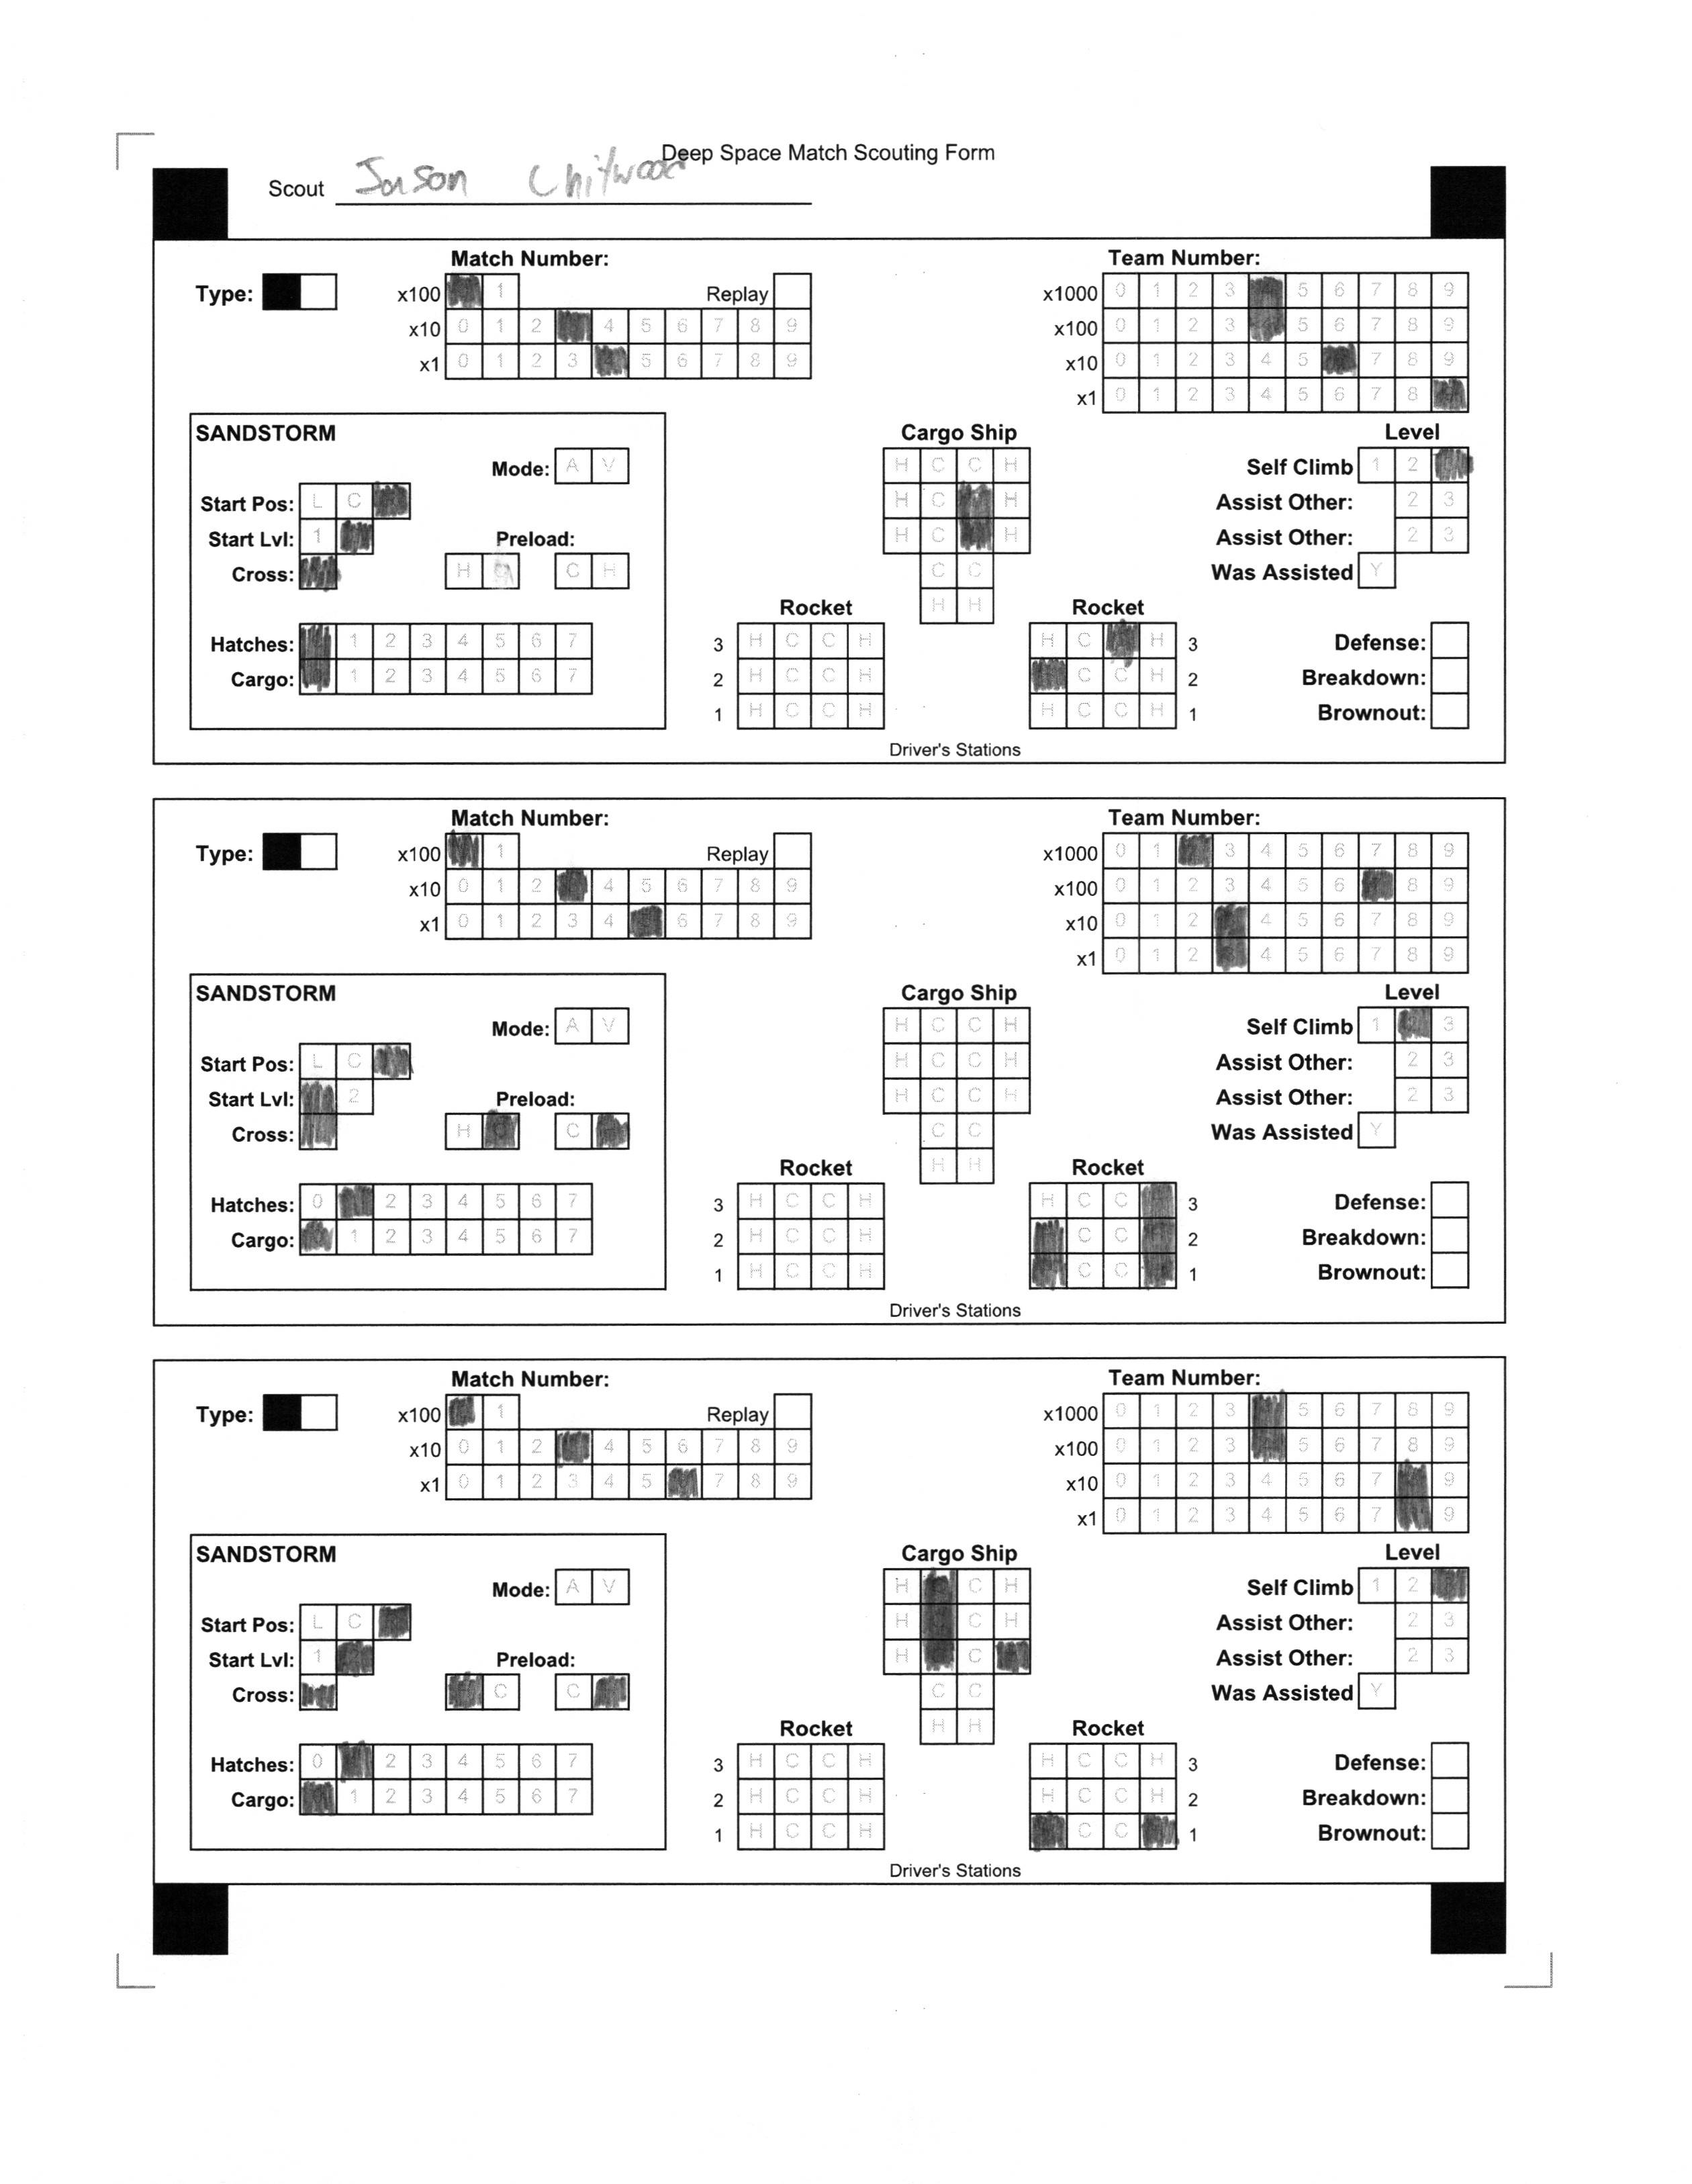 Deep Space Match Scouting Form
Scout Jason Chitwood
Match Number: Team Number:
Type: x100 1 Replay x1000 0 1 2 3 5 6 7 8 9
x10 0 1 2 4 5 6 7 8 9 x100 0 1 2 3 5 6 7 8 9
x1 0 1 2 3 5 6 7 8 9 x10 0 1 2 3 4 5 7 8 9
x1 0 1 2 3 4 5 6 7 8
SANDSTORM Cargo Ship Level
Mode: A V H C C H Self Climb 1 2
Start Pos: L C H C H Assist Other: 2 3
Start Lvl: 1 Preload: H C H Assist Other: 2 3
Cross: H C H C C Was Assisted Y
H H
Rocket Rocket
Hatches: 1 2 3 4 5 6 7 3 H C C H H C H 3 Defense:
Cargo: 1 2 3 4 5 6 7 2 H C C H C C H 2 Breakdown:
1 H C C H H C C H 1 Brownout:
Driver's Stations
Match Number: Team Number:
Type: x100 1 Replay x1000 0 1 3 4 5 6 7 8 9
x10 0 1 2 4 5 6 7 8 9 x100 0 1 2 3 4 5 6 8 9
x1 0 1 2 3 4 6 7 8 9 x10 0 1 2 4 5 6 7 8 9
x1 0 1 2 4 5 6 7 8 9
SANDSTORM Cargo Ship Level
Mode: A V H C C H Self Climb 1 3
Start Pos: L C H C C H Assist Other: 2 3
Start Lvl: 2 Preload: H C C H Assist Other: 2 3
Cross: H C C C Was Assisted Y
H H
Rocket Rocket
Hatches: 0 2 3 4 5 6 7 3 H C C H H C C 3 Defense:
Cargo: 1 2 3 4 5 6 7 2 H C C H C C 2 Breakdown:
1 H C C H C C 1 Brownout:
Driver's Stations
Match Number: Team Number:
Type: x100 1 Replay x1000 0 1 2 3 5 6 7 8 9
x10 0 1 2 4 5 6 7 8 9 x100 0 1 2 3 5 6 7 8 9
x1 0 1 2 3 4 5 7 8 9 x10 0 1 2 3 4 5 6 7 9
x1 0 1 2 3 4 5 6 7 9
SANDSTORM Cargo Ship Level
Mode: A V H C H Self Climb 1 2
Start Pos: L C H C H Assist Other: 2 3
Start Lvl: 1 Preload: H C Assist Other: 2 3
Cross: C C C C Was Assisted Y
H H
Rocket Rocket
Hatches: 0 2 3 4 5 6 7 3 H C C H H C C H 3 Defense:
Cargo: 1 2 3 4 5 6 7 2 H C C H H C C H 2 Breakdown:
1 H C C H C C 1 Brownout:
Driver's Stations